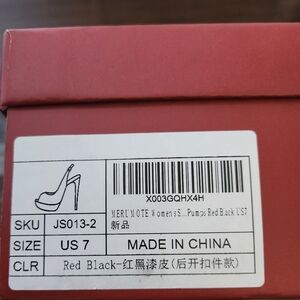 X003GQHX4H
MERUMOTE Women's S...Pumps Red Black US7
新品
SKU JS013-2
SIZE US 7 MADE IN CHINA
CLR Red Black-红黑漆皮(后开扣件款)